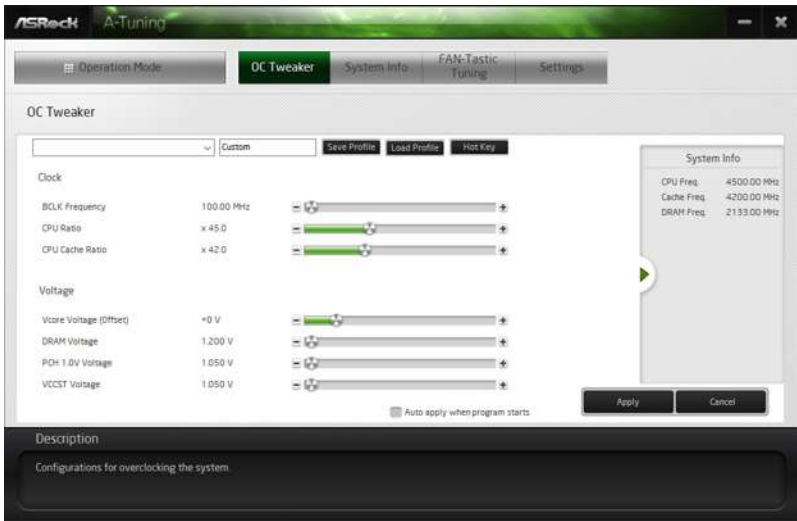 ASRock A-Tuning
Operation Mode OC Tweaker System Info FAN-Tastic Tuning Settings
OC Tweaker
Custom Save Profile Load Profile Hot Key
System Info
CPU Freq. 4500.00 MHz
Cache Freq. 4200.00 MHz
DRAM Freq. 2133.00 MHz
Clock
BCLK Frequency 100.00 MHz
CPU Ratio x 45.0
CPU Cache Ratio x 42.0
Voltage
Vcore Voltage (Offset) +0 V
DRAM Voltage 1.200 V
PCH 1.0V Voltage 1.050 V
VCCST Voltage 1.050 V
Auto apply when program starts
Apply Cancel
Description
Configurations for overclocking the system.